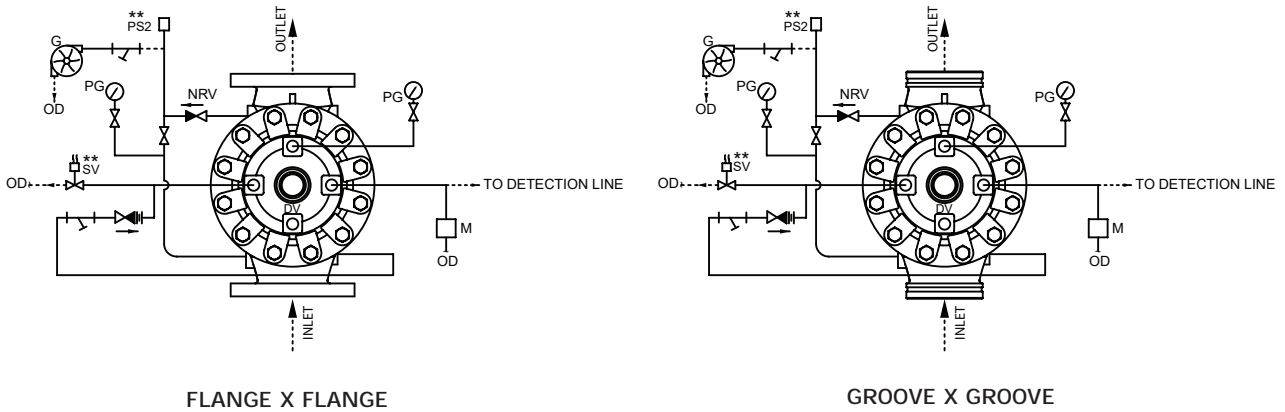 **
PS2
OUTLET
G
PG
OD
NRV
PG
**
SV
OD
DV
TO DETECTION LINE
M
OD
INLET
FLANGE X FLANGE
**
PS2
OUTLET
G
PG
OD
NRV
PG
**
SV
OD
DV
TO DETECTION LINE
M
OD
INLET
GROOVE X GROOVE